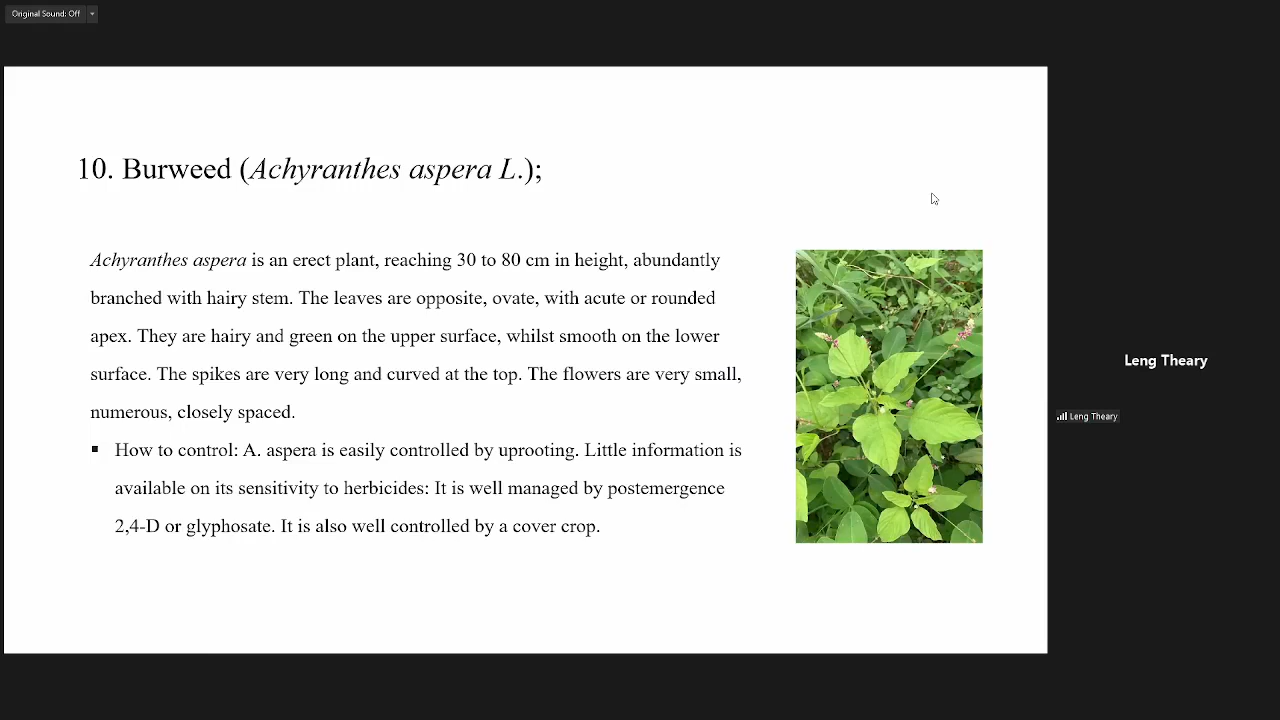 Original Sound: Off
10. Burweed (Achyranthes aspera L.);
Achyranthes aspera is an erect plant, reaching 30 to 80 cm in height, abundantly
branched with hairy stem. The leaves are opposite, ovate, with acute or rounded
apex. They are hairy and green on the upper surface, whilst smooth on the lower
surface. The spikes are very long and curved at the top. The flowers are very small,
numerous, closely spaced.
▪ How to control: A. aspera is easily controlled by uprooting. Little information is
available on its sensitivity to herbicides: It is well managed by postemergence
2,4-D or glyphosate. It is also well controlled by a cover crop.
Leng Theary
Leng Theary